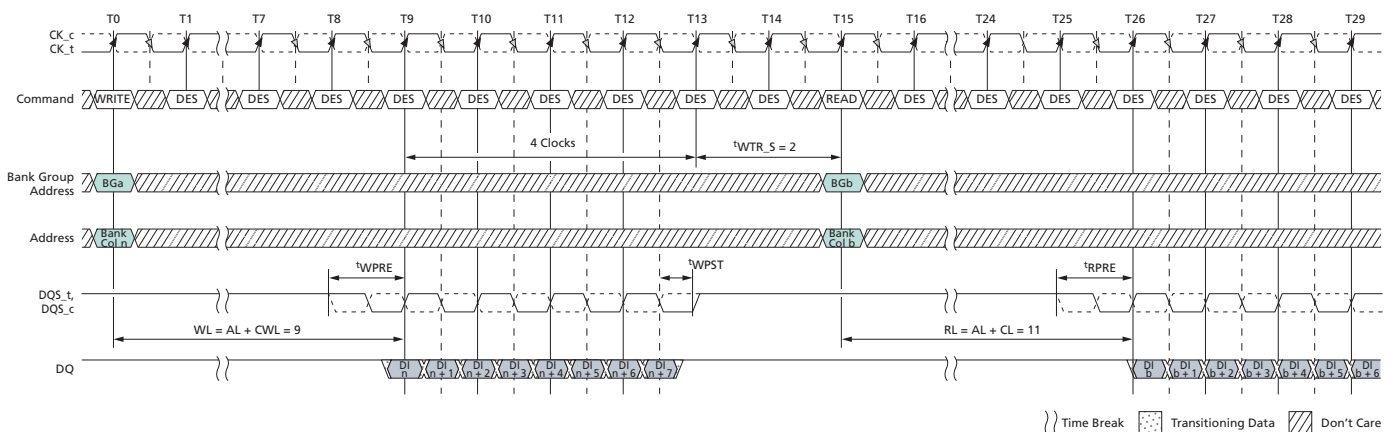 T0 T1 T7 T8 T9 T10 T11 T12 T13 T14 T15 T16 T24 T25 T26 T27 T28 T29
CK_c
CK_t
Command WRITE DES DES DES DES DES DES DES DES DES READ DES DES DES DES DES DES DES
4 Clocks tWTR_S = 2
Bank Group
Address
BGa BGb
Address
Bank
Col n
Bank
Col b
tWPRE tWPST tRPRE
DQS_t,
DQS_c
WL = AL + CWL = 9 RL = AL + CL = 11
DQ
DI DI DI DI DI DI DI DI DI DI DI DI DI DI DI
n n + 1 n + 2 n + 3 n + 4 n + 5 n + 6 n + 7 b b + 1 b + 2 b + 3 b + 4 b + 5 b + 6
Time Break Transitioning Data Don't Care